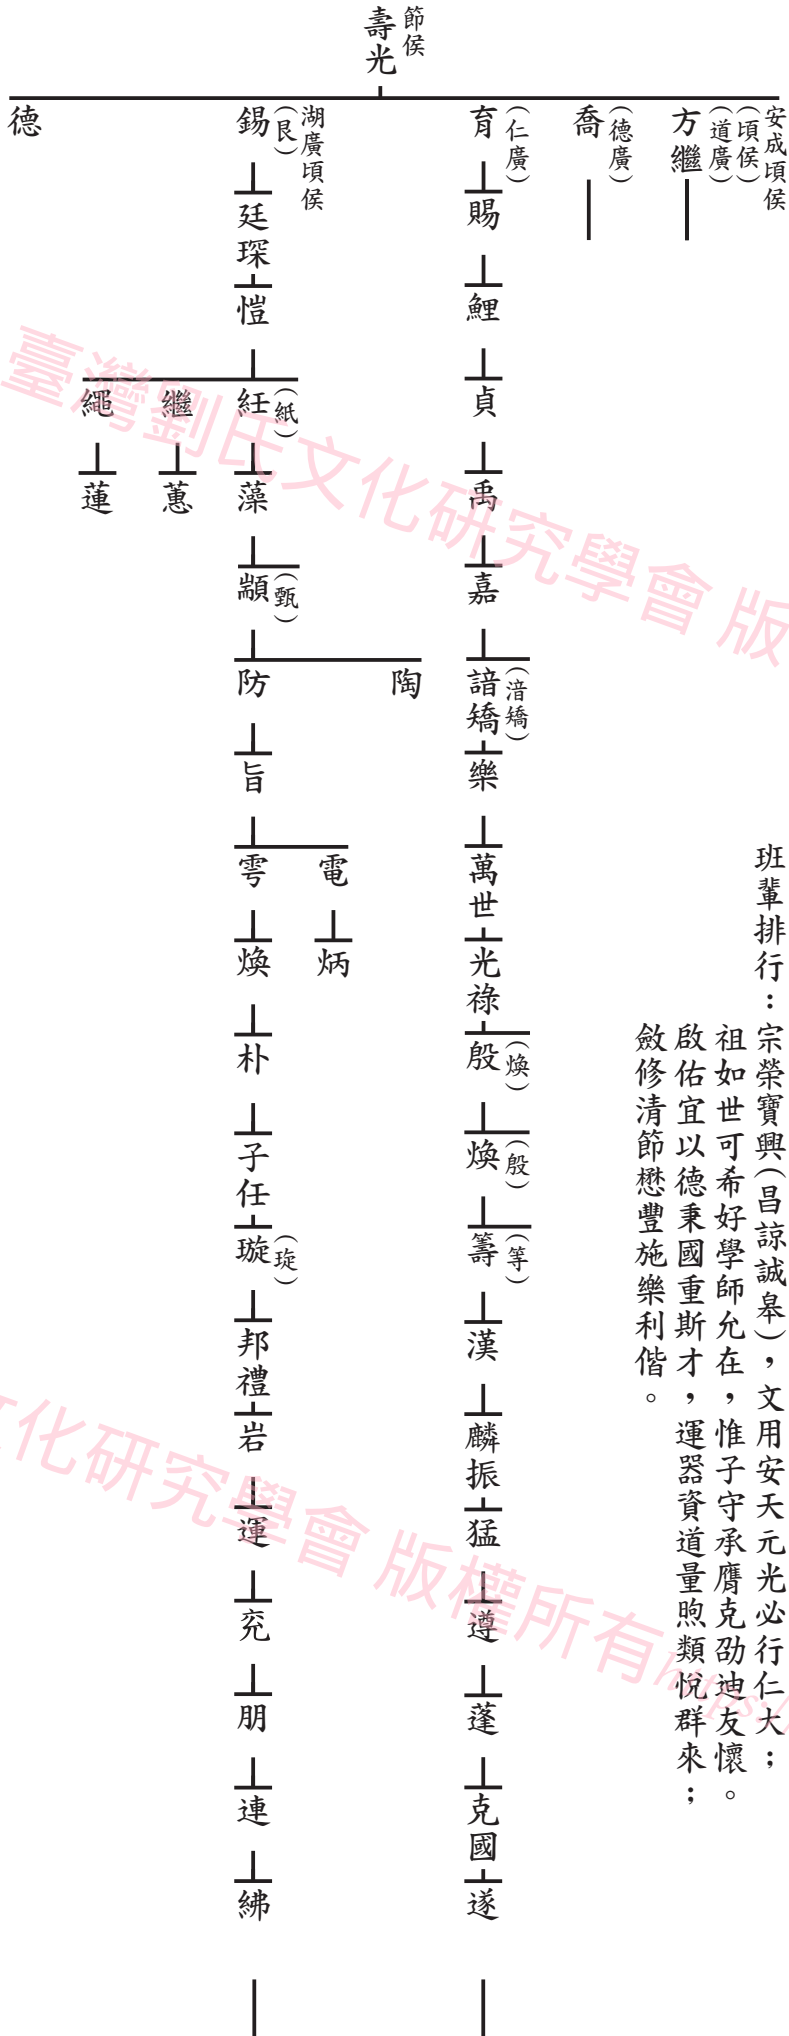 節侯
壽光
安成頃侯
(頃侯)
(道廣)
方繼
(德廣)
喬
(仁廣)
育
賜
鯉
貞
禹
嘉
(湆矯)
諳矯
樂
萬世
光祿
(煥)
殷
(殷)
煥
(等)
籌
漢
麟振
猛
遵
蓬
克國
遂
湖廣頃侯
(艮)
錫
廷琛
愷
(紙)
紝
繼
繩
藻
蕙
蓮
(甄)
顓
陶
防
旨
電
雩
炳
煥
朴
子任
(琁)
璇
邦禮
岩
運
兖
朋
連
紼
德
班輩排行：宗榮寶興(昌諒誠皋)，文用安天元光必行仁大；
祖如世可希好學師允在，惟子守承膺克劭迪友懷。
啟佑宜以德秉國重斯才，運器資道量煦類悅群來；
斂修清節懋豐施樂利偕。
臺灣劉氏文化研究學會 版
文化研究學會 版權所有https:/